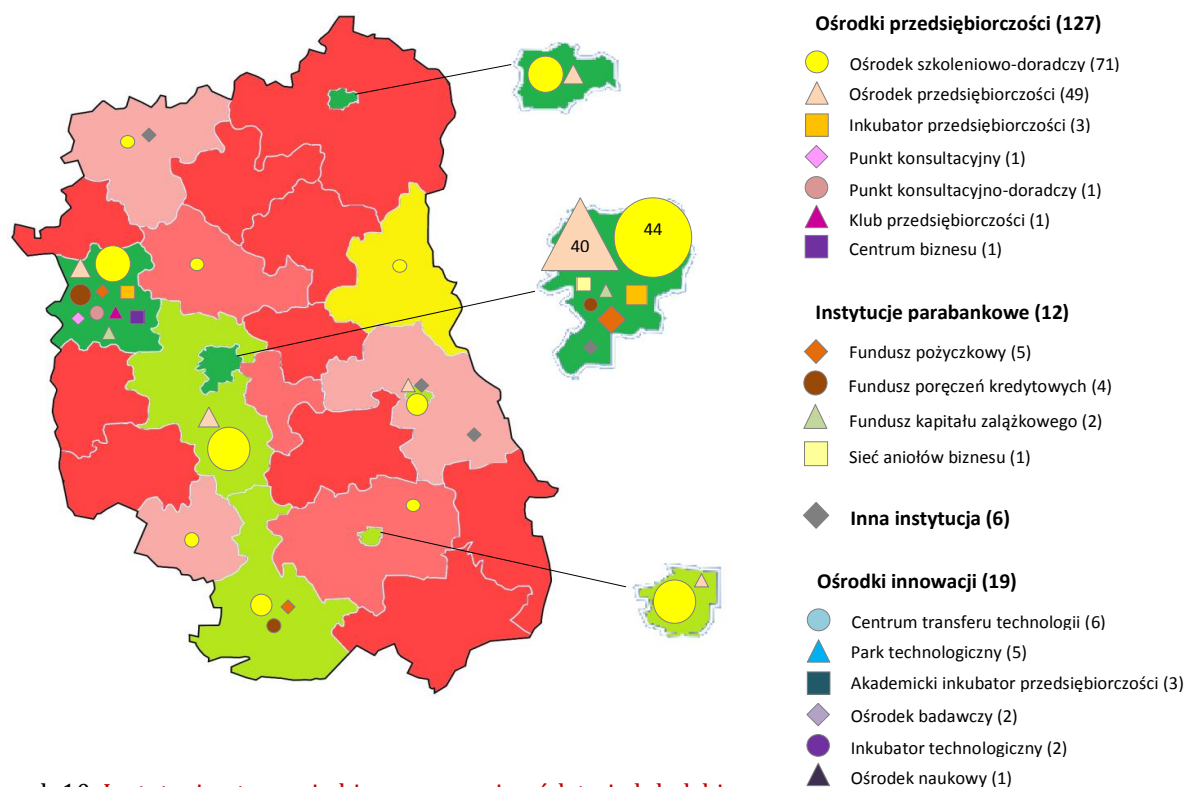 Ośrodki przedsiębiorczości (127)
Ośrodek szkoleniowo-doradczy (71)
Ośrodek przedsiębiorczości (49)
Inkubator przedsiębiorczości (3)
Punkt konsultacyjny (1)
Punkt konsultacyjno-doradczy (1)
Klub przedsiębiorczości (1)
Centrum biznesu (1)
40
44
Instytucje parabankowe (12)
Fundusz pożyczkowy (5)
Fundusz poręczeń kredytowych (4)
Fundusz kapitału zalążkowego (2)
Sieć aniołów biznesu (1)
Inna instytucja (6)
Ośrodki innowacji (19)
Centrum transferu technologii (6)
Park technologiczny (5)
Akademicki inkubator przedsiębiorczości (3)
Ośrodek badawczy (2)
Inkubator technologiczny (2)
Ośrodek naukowy (1)